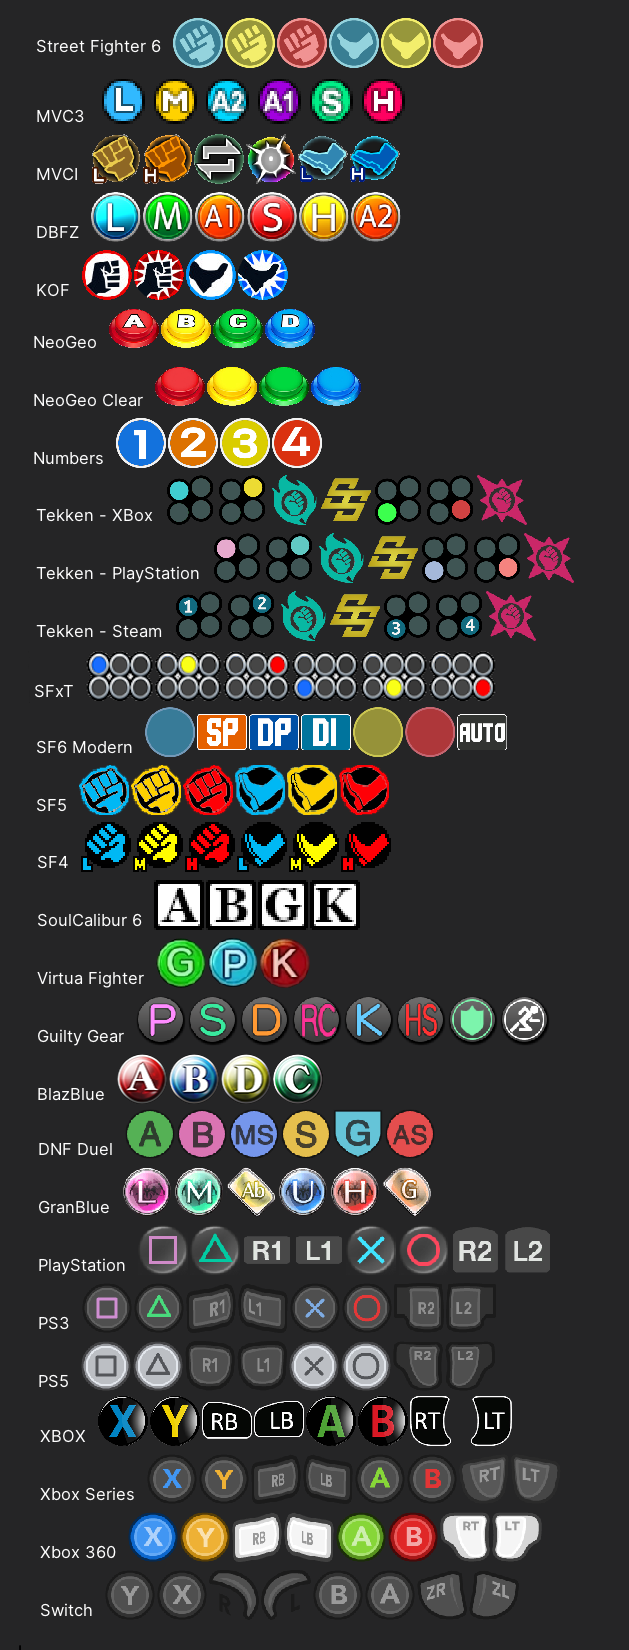 Street Fighter 6
MVC3 L M A2 A1 S H
MVCI L H L H
DBFZ L M A1 S H A2
KOF
NeoGeo A B C D
NeoGeo Clear
Numbers 1 2 3 4
Tekken - XBox
Tekken - PlayStation
Tekken - Steam 1 2 3 4
SFxT
SF6 Modern SP DP DI AUTO
SF5
SF4 L M H L M H
SoulCalibur 6 A B G K
Virtua Fighter G P K
Guilty Gear P S D RC K HS
BlazBlue A B D C
DNF Duel A B MS S G AS
GranBlue L M Ab U H G
PlayStation R1 L1 R2 L2
PS3 R1 L1 R2 L2
PS5 R1 L1 R2 L2
XBOX X Y RB LB A B RT LT
Xbox Series X Y RB LB A B RT LT
Xbox 360 X Y RB LB A B RT LT
Switch Y X R L B A ZR ZL